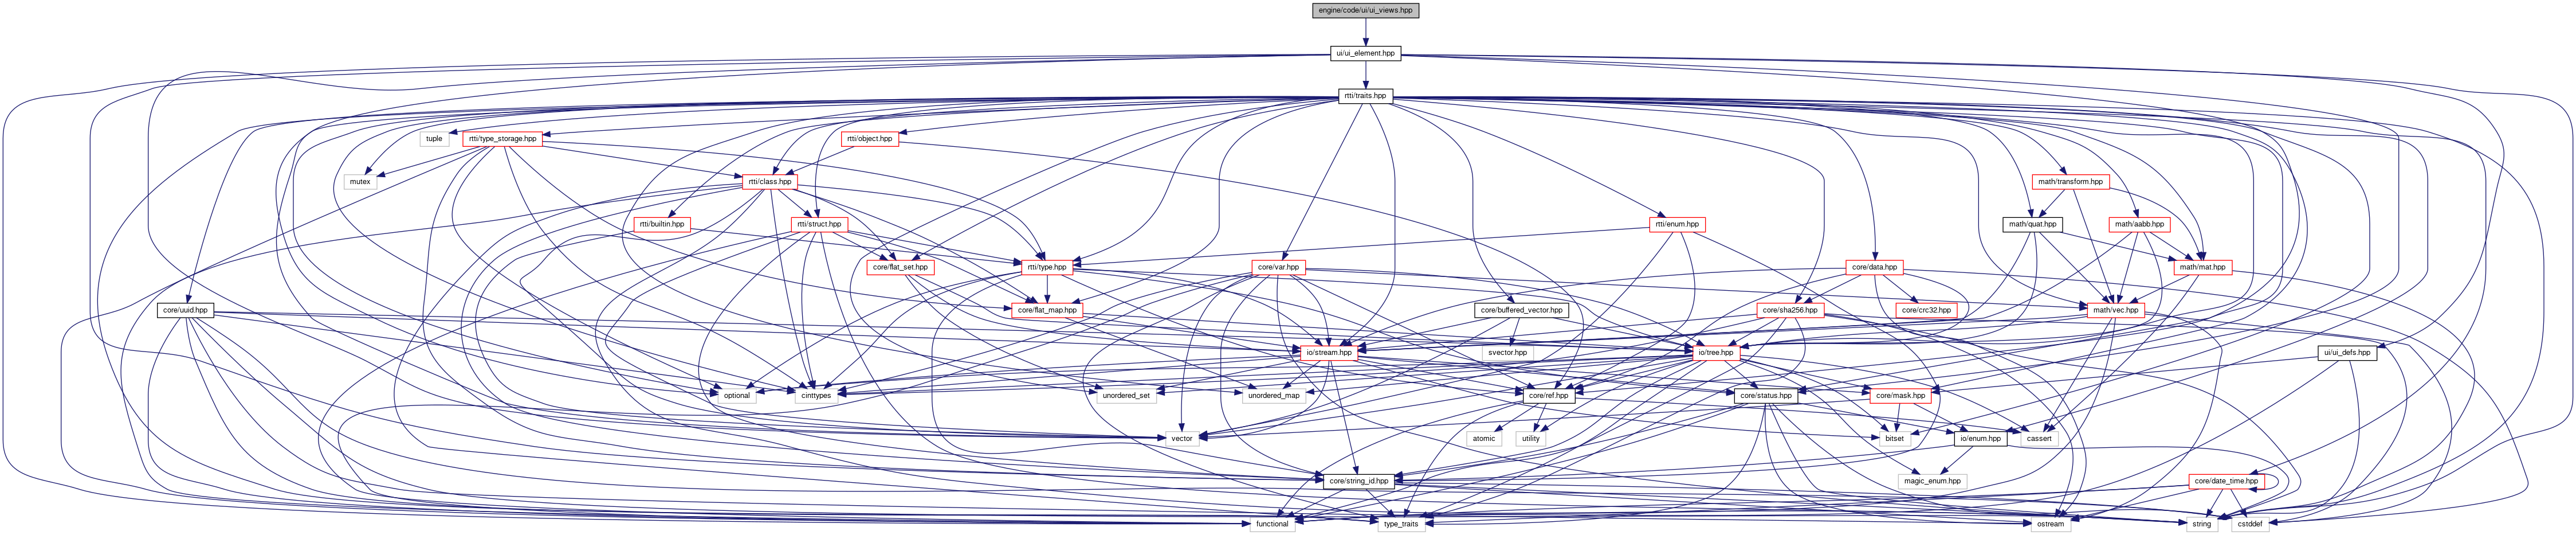 engine/code/ui/ui_views.hpp
ui/ui_element.hpp
rtti/traits.hpp
tuple
rtti/type_storage.hpp
rtti/object.hpp
mutex
rtti/class.hpp
math/transform.hpp
rtti/builtin.hpp
rtti/struct.hpp
rtti/enum.hpp
math/quat.hpp
math/aabb.hpp
core/flat_set.hpp
rtti/type.hpp
core/var.hpp
core/data.hpp
math/mat.hpp
core/uuid.hpp
core/flat_map.hpp
core/buffered_vector.hpp
core/sha256.hpp
core/crc32.hpp
math/vec.hpp
io/stream.hpp
svector.hpp
io/tree.hpp
ui/ui_defs.hpp
optional
cinttypes
unordered_set
unordered_map
core/ref.hpp
core/status.hpp
core/mask.hpp
vector
atomic
utility
bitset
io/enum.hpp
cassert
core/string_id.hpp
magic_enum.hpp
core/date_time.hpp
functional
type_traits
ostream
string
cstddef